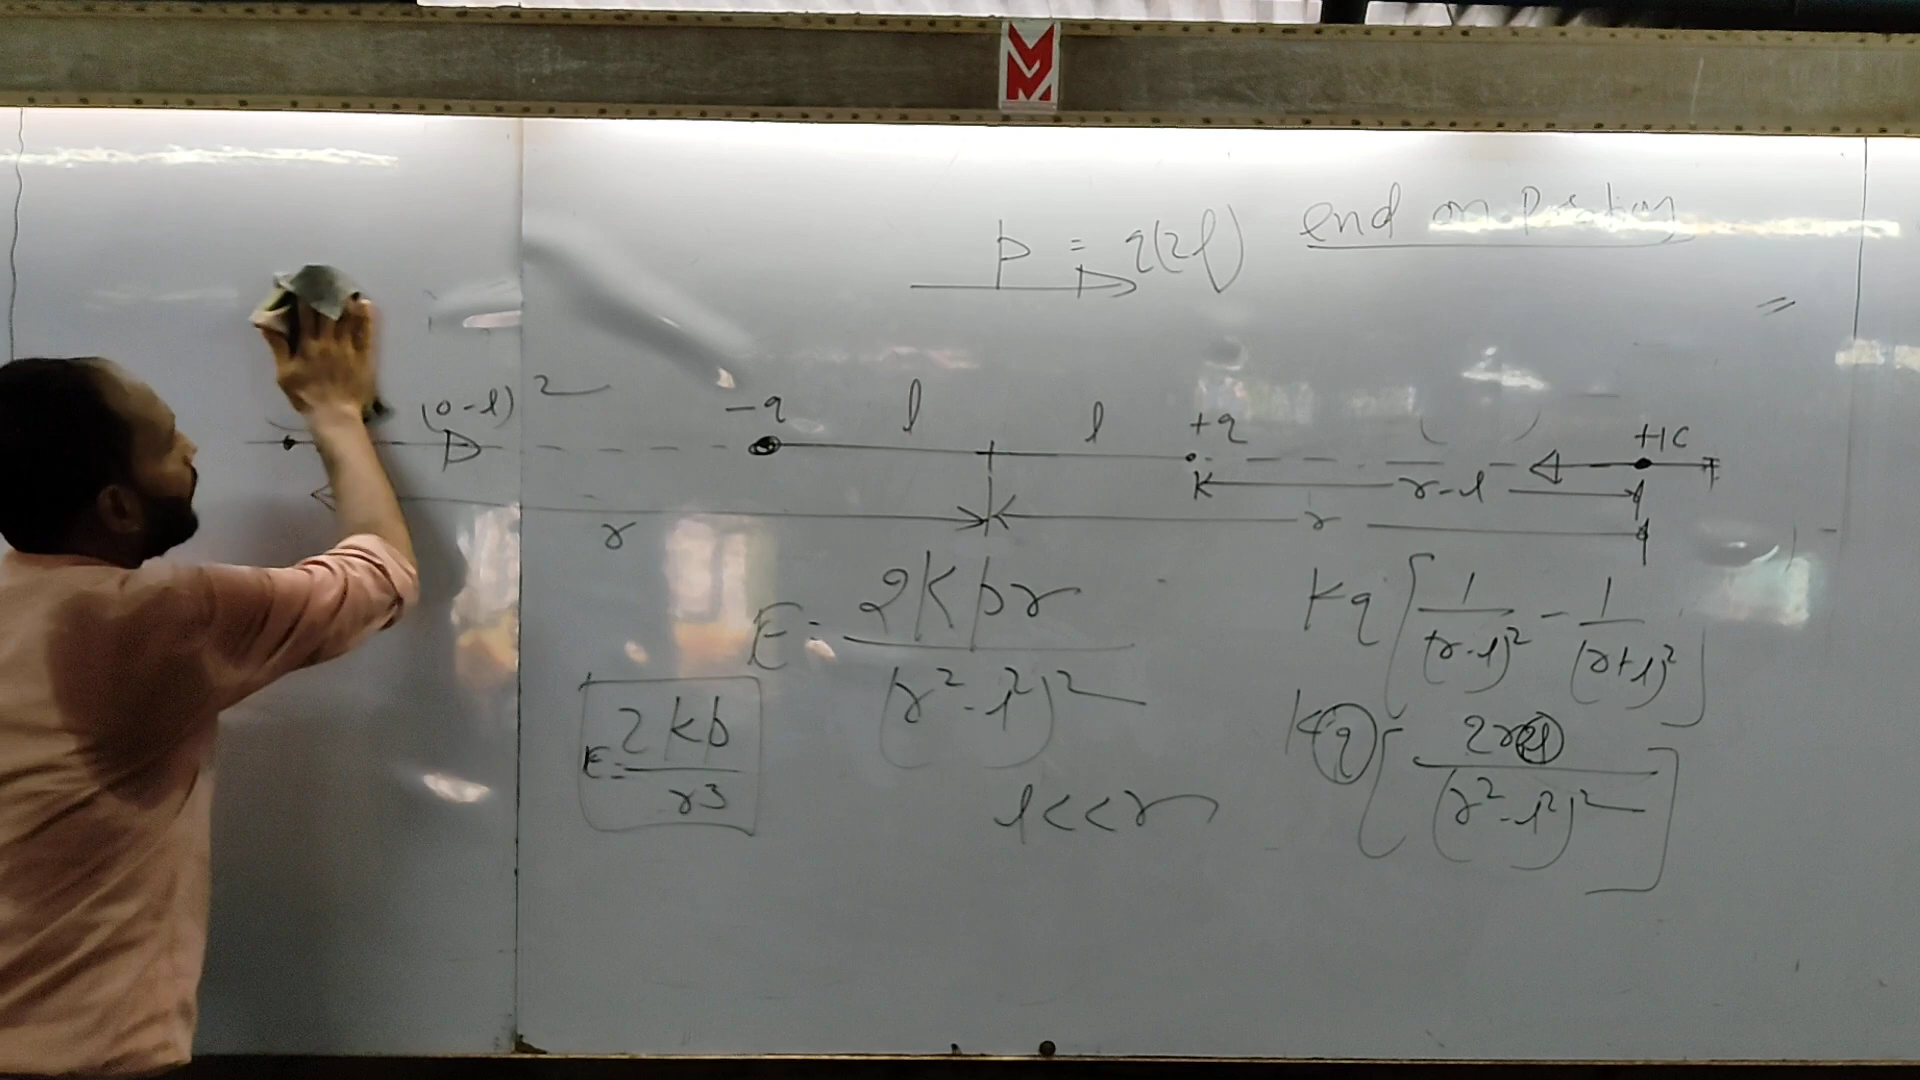 p = q(2l)
end on Position
(0-l)²
-q l l +q +1C
r-l
r r
E = 2Kpr / (r² - l²)²
Kq [ 1/(r-l)² - 1/(r+l)² ]
E = 2kp / r3
Kq [ 2r(2l) / (r² - l²)² ]
l<<r